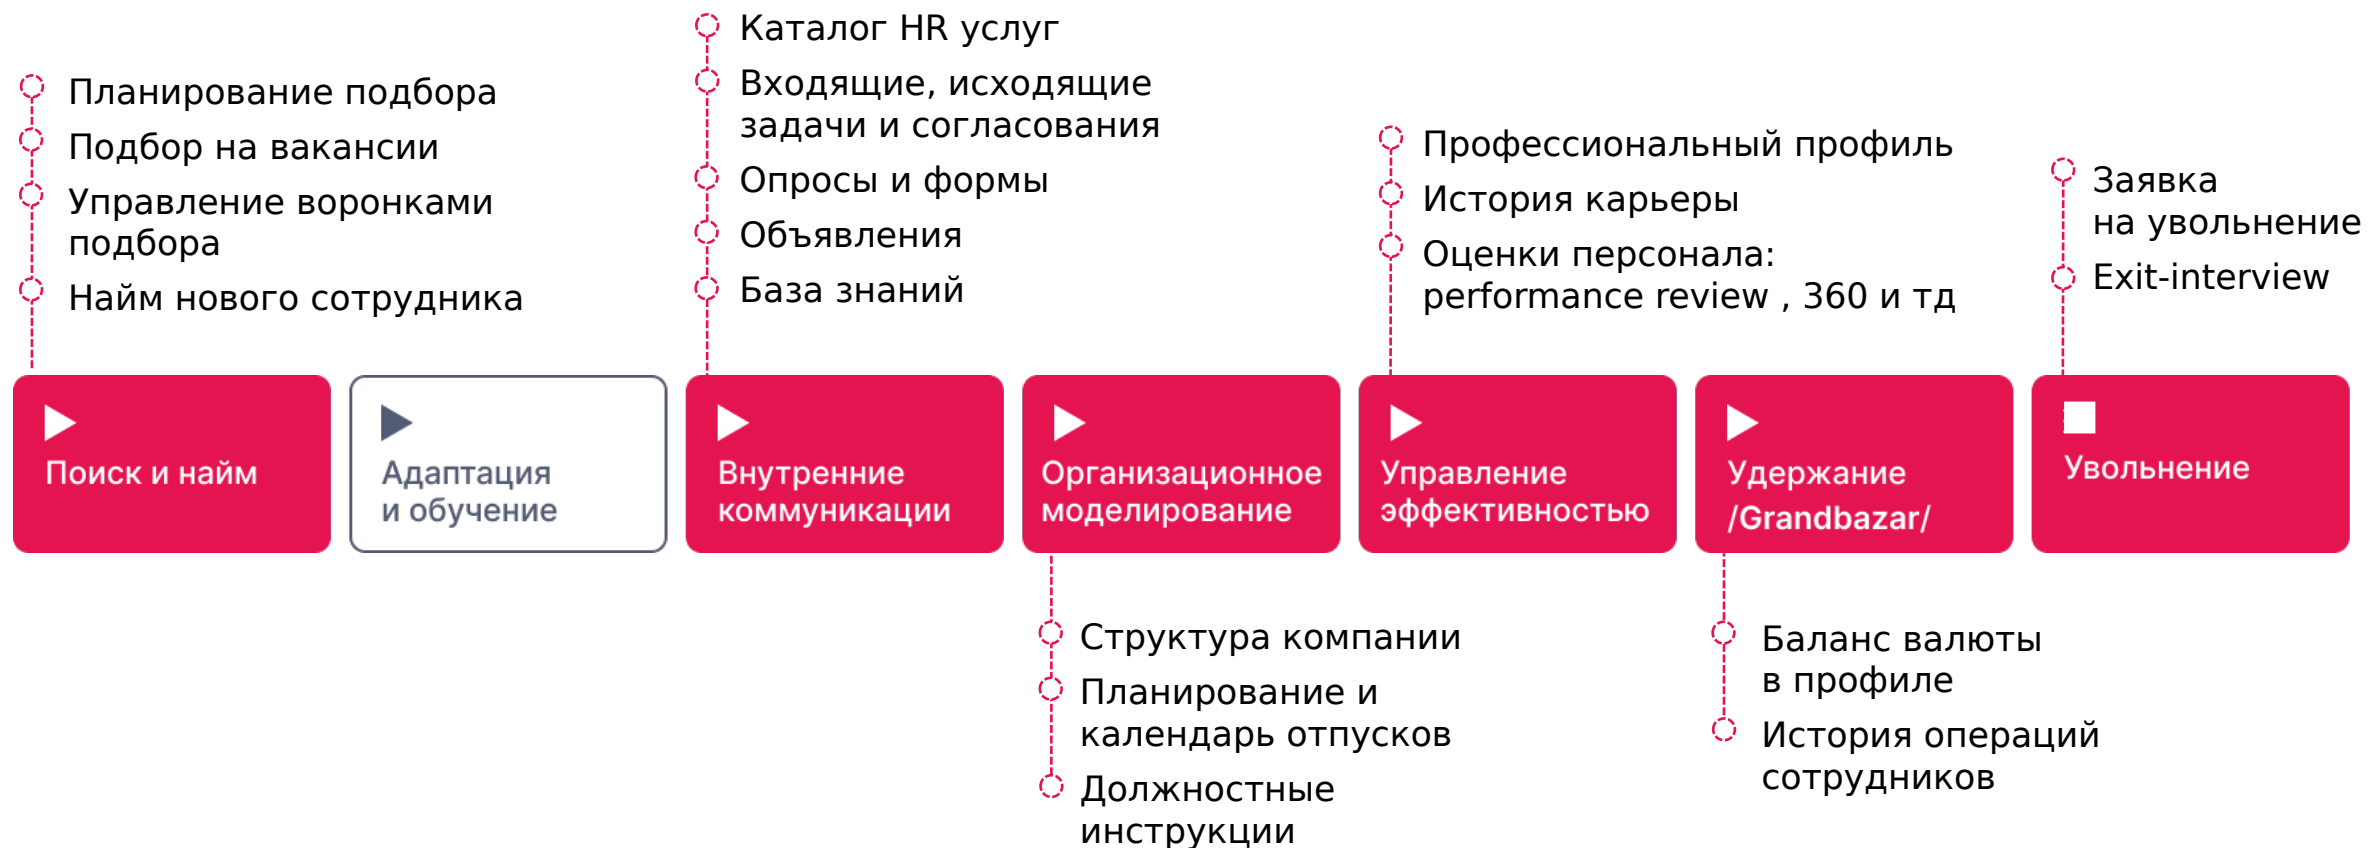 Планирование подбора
Подбор на вакансии
Управление воронками
подбора
Найм нового сотрудника
Каталог HR услуг
Входящие, исходящие
задачи и согласования
Опросы и формы
Объявления
База знаний
Профессиональный профиль
История карьеры
Оценки персонала:
performance review , 360 и тд
Заявка
на увольнение
Exit-interview
Поиск и найм
Адаптация
и обучение
Внутренние
коммуникации
Организационное
моделирование
Управление
эффективностью
Удержание
/Grandbazar/
Увольнение
Структура компании
Планирование и
календарь отпусков
Должностные
инструкции
Баланс валюты
в профиле
История операций
сотрудников